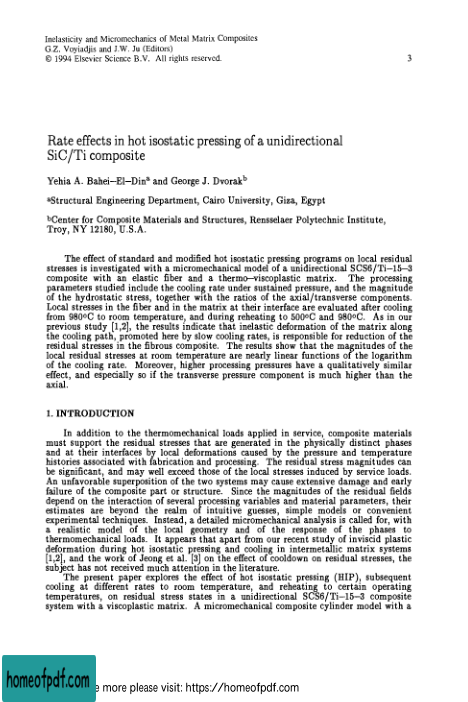 Inelasticity and Micromechanics of Metal Matrix Composites
G.Z. Voyiadjis and J.W. Ju (Editors)
© 1994 Elsevier Science B.V. All rights reserved.
3
Rate effects in hot isostatic pressing of a unidirectional
SiC/Ti composite
Yehia A. Bahei–El–Dinᵃ and George J. Dvorakᵇ
ᵃStructural Engineering Department, Cairo University, Giza, Egypt
ᵇCenter for Composite Materials and Structures, Rensselaer Polytechnic Institute,
Troy, NY 12180, U.S.A.
The effect of standard and modified hot isostatic pressing programs on local residual
stresses is investigated with a micromechanical model of a unidirectional SCS6/Ti–15–3
composite with an elastic fiber and a thermo–viscoplastic matrix. The processing
parameters studied include the cooling rate under sustained pressure, and the magnitude
of the hydrostatic stress, together with the ratios of the axial/transverse components.
Local stresses in the fiber and in the matrix at their interface are evaluated after cooling
from 980ºC to room temperature, and during reheating to 500ºC and 980ºC. As in our
previous study [1,2], the results indicate that inelastic deformation of the matrix along
the cooling path, promoted here by slow cooling rates, is responsible for reduction of the
residual stresses in the fibrous composite. The results show that the magnitudes of the
local residual stresses at room temperature are nearly linear functions of the logarithm
of the cooling rate. Moreover, higher processing pressures have a qualitatively similar
effect, and especially so if the transverse pressure component is much higher than the
axial.
1. INTRODUCTION
In addition to the thermomechanical loads applied in service, composite materials
must support the residual stresses that are generated in the physically distinct phases
and at their interfaces by local deformations caused by the pressure and temperature
histories associated with fabrication and processing. The residual stress magnitudes can
be significant, and may well exceed those of the local stresses induced by service loads.
An unfavorable superposition of the two systems may cause extensive damage and early
failure of the composite part or structure. Since the magnitudes of the residual fields
depend on the interaction of several processing variables and material parameters, their
estimates are beyond the realm of intuitive guesses, simple models or convenient
experimental techniques. Instead, a detailed micromechanical analysis is called for, with
a realistic model of the local geometry and of the response of the phases to
thermomechanical loads. It appears that apart from our recent study of inviscid plastic
deformation during hot isostatic pressing and cooling in intermetallic matrix systems
[1,2], and the work of Jeong et al. [3] on the effect of cooldown on residual stresses, the
subject has not received much attention in the literature.
The present paper explores the effect of hot isostatic pressing (HIP), subsequent
cooling at different rates to room temperature, and reheating to certain operating
temperatures, on residual stress states in a unidirectional SCS6/Ti–15–3 composite
system with a viscoplastic matrix. A micromechanical composite cylinder model with a
homeofpdf.com
e more please visit: https://homeofpdf.com